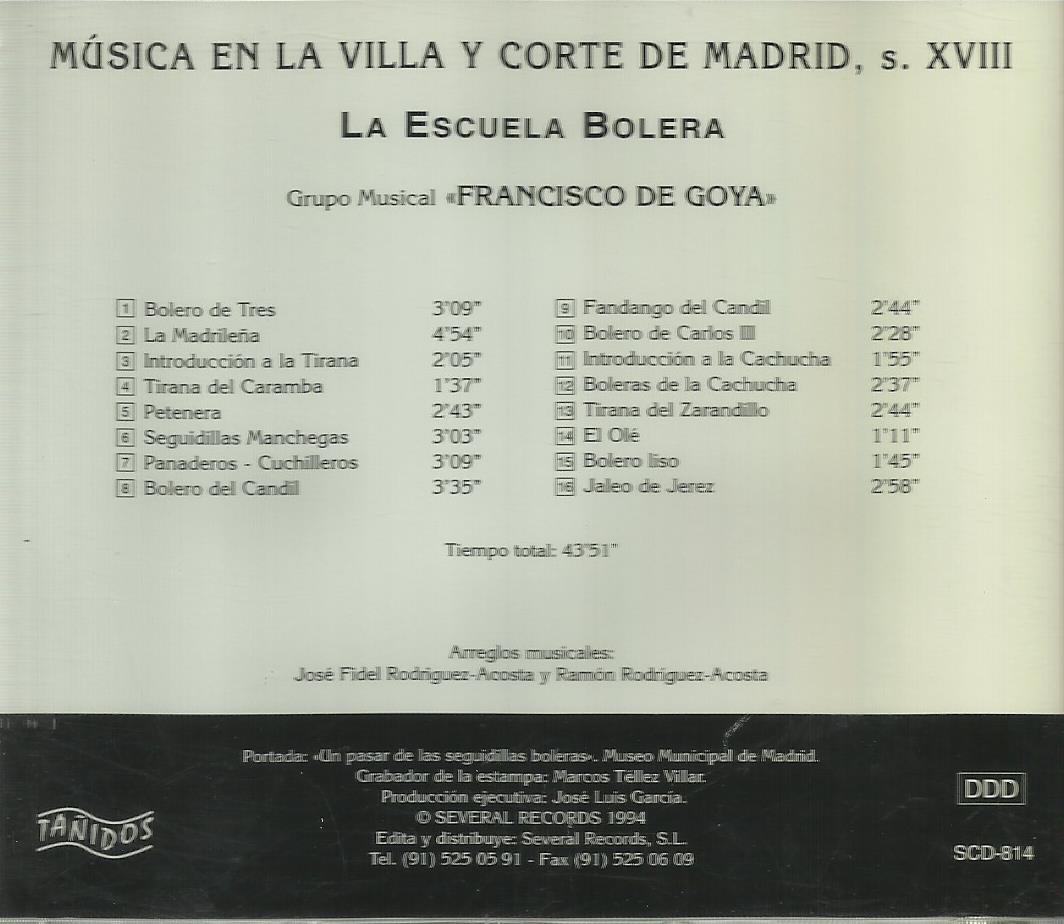 MÚSICA EN LA VILLA Y CORTE DE MADRID, s. XVIII
LA ESCUELA BOLERA
Grupo Musical «FRANCISCO DE GOYA»
1 Bolero de Tres 3'09"
2 La Madrileña 4'54"
3 Introducción a la Tirana 2'05"
4 Tirana del Caramba 1'37"
5 Petenera 2'43"
6 Seguidillas Manchegas 3'03"
7 Panaderos - Cuchilleros 3'09"
8 Bolero del Candil 3'35"
9 Fandango del Candil 2'44"
10 Bolero de Carlos III 2'28"
11 Introducción a la Cachucha 1'55"
12 Boleras de la Cachucha 2'37"
13 Tirana del Zarandillo 2'44"
14 El Olé 1'11"
15 Bolero liso 1'45"
16 Jaleo de Jerez 2'58"
Tiempo total: 43'51"
Arreglos musicales:
José Fidel Rodríguez-Acosta y Ramón Rodríguez-Acosta
Portada: «Un pasar de las seguidillas boleras». Museo Municipal de Madrid.
Grabador de la estampa: Marcos Téllez Villar.
Producción ejecutiva: José Luis García.
© SEVERAL RECORDS 1994
Edita y distribuye: Several Records, S.L.
Tel. (91) 525 05 91 - Fax (91) 525 06 09
TAÑIDOS
DDD
SCD-814